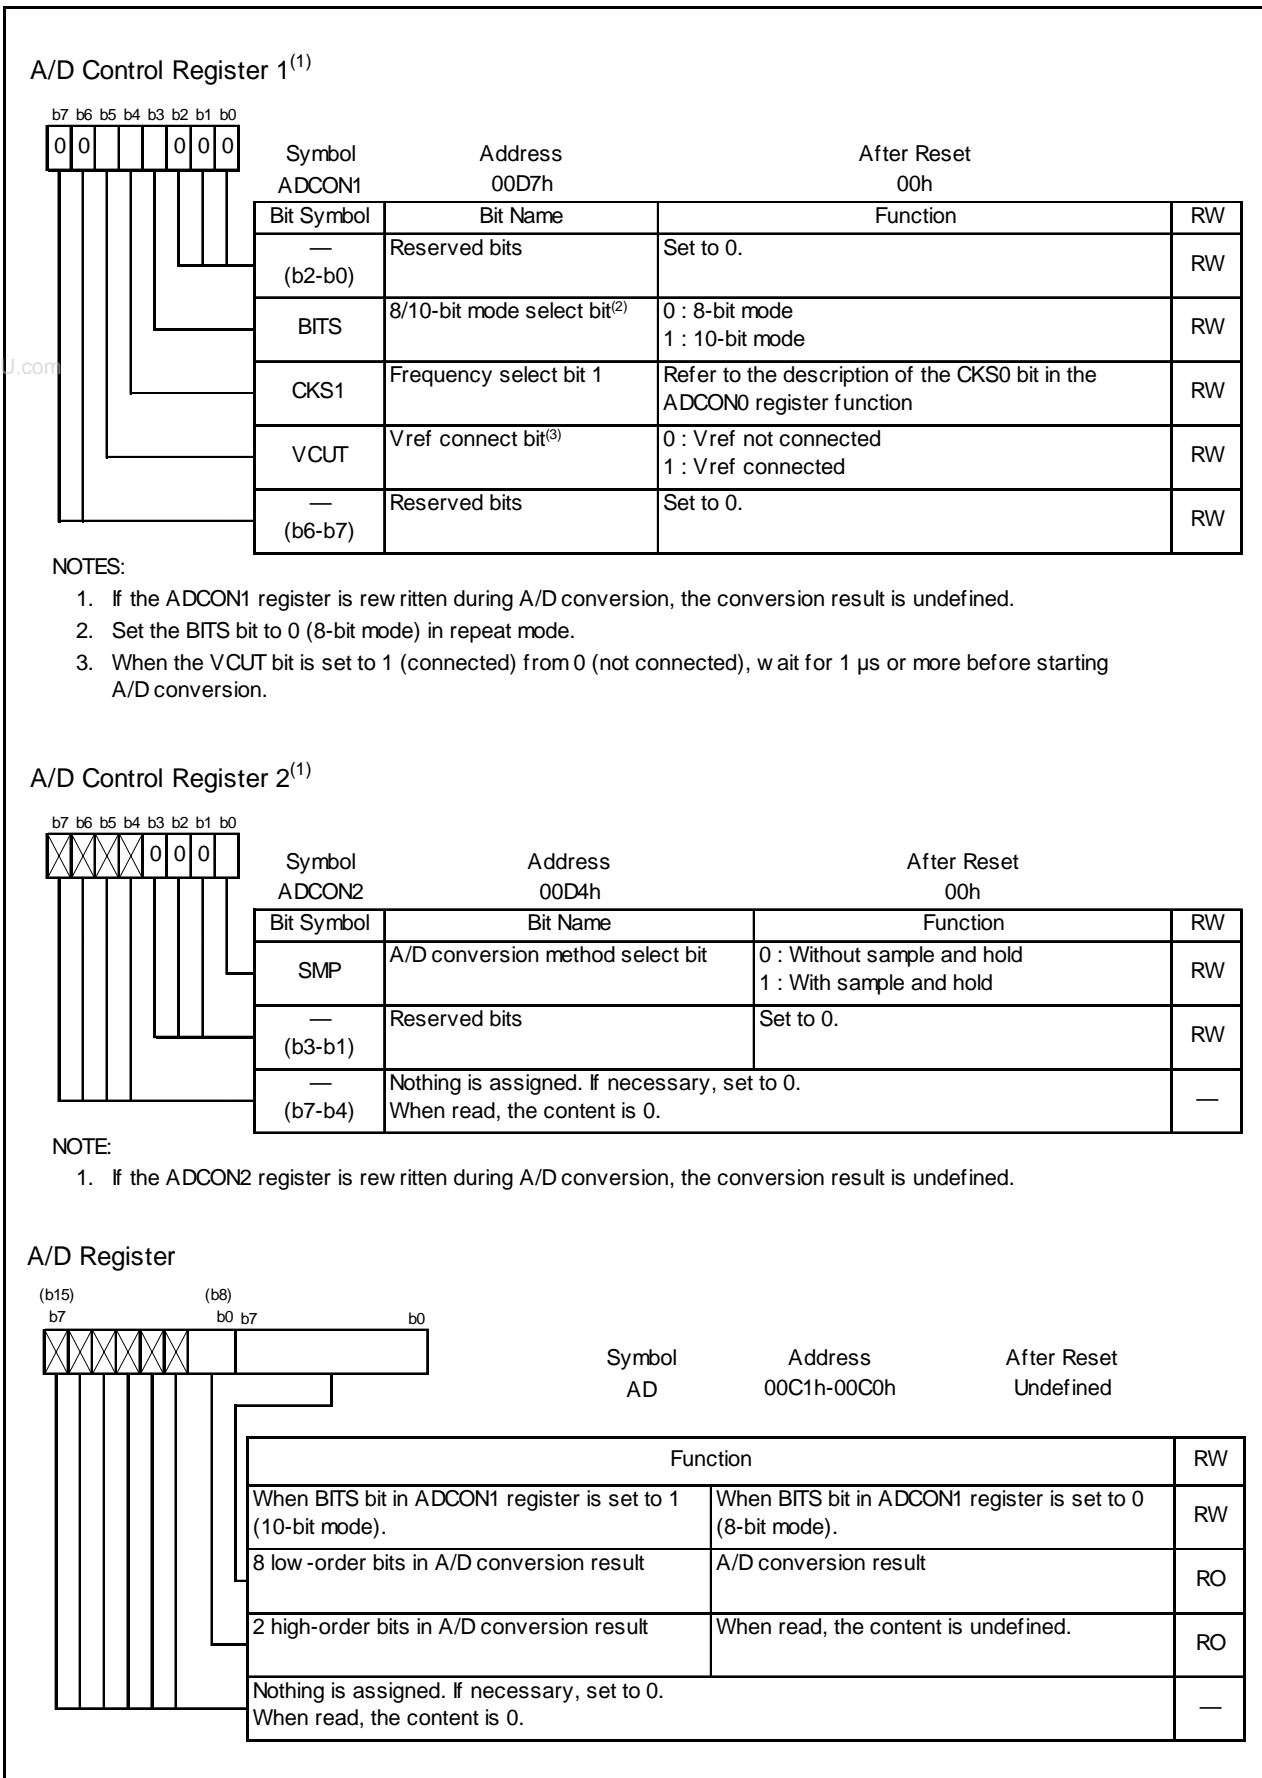 A/D Control Register 1(1)
b7 b6 b5 b4 b3 b2 b1 b0
0 0 0 0 0
Symbol Address After Reset
ADCON1 00D7h 00h
Bit Symbol Bit Name Function RW
— Reserved bits Set to 0. RW
(b2-b0)
BITS 8/10-bit mode select bit(2) 0 : 8-bit mode RW
1 : 10-bit mode
U.com
CKS1 Frequency select bit 1 Refer to the description of the CKS0 bit in the RW
ADCON0 register function
VCUT Vref connect bit(3) 0 : Vref not connected RW
1 : Vref connected
— Reserved bits Set to 0. RW
(b6-b7)
NOTES:
1. If the ADCON1 register is rewritten during A/D conversion, the conversion result is undefined.
2. Set the BITS bit to 0 (8-bit mode) in repeat mode.
3. When the VCUT bit is set to 1 (connected) from 0 (not connected), wait for 1 µs or more before starting
A/D conversion.
A/D Control Register 2(1)
b7 b6 b5 b4 b3 b2 b1 b0
0 0 0
Symbol Address After Reset
ADCON2 00D4h 00h
Bit Symbol Bit Name Function RW
SMP A/D conversion method select bit 0 : Without sample and hold RW
1 : With sample and hold
— Reserved bits Set to 0. RW
(b3-b1)
— Nothing is assigned. If necessary, set to 0. —
(b7-b4) When read, the content is 0.
NOTE:
1. If the ADCON2 register is rewritten during A/D conversion, the conversion result is undefined.
A/D Register
(b15) (b8)
b7 b0 b7 b0
Symbol Address After Reset
AD 00C1h-00C0h Undefined
Function RW
When BITS bit in ADCON1 register is set to 1 When BITS bit in ADCON1 register is set to 0 RW
(10-bit mode). (8-bit mode).
8 low-order bits in A/D conversion result A/D conversion result RO
2 high-order bits in A/D conversion result When read, the content is undefined. RO
Nothing is assigned. If necessary, set to 0. —
When read, the content is 0.